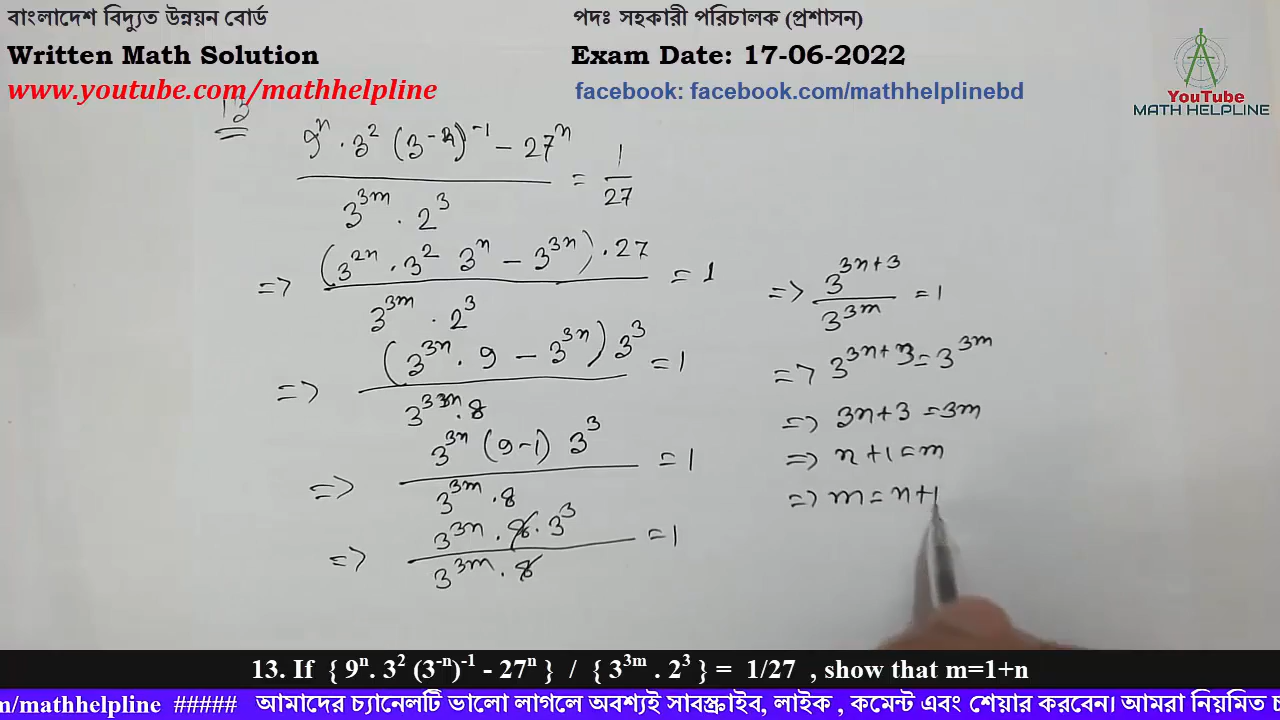 বাংলাদেশ বিদ্যুত উন্নয়ন বোর্ড
পদঃ সহকারী পরিচালক (প্রশাসন)
Written Math Solution
Exam Date: 17-06-2022
www.youtube.com/mathhelpline
facebook: facebook.com/mathhelplinebd
YouTube
MATH HELPLINE
13
9ⁿ · 3² (3⁻ⁿ)⁻¹ − 27ⁿ / 3³ᵐ · 2³ = 1/27
=> (3²ⁿ · 3² 3ⁿ − 3³ⁿ) · 27 / 3³ᵐ · 2³ = 1
=> (3³ⁿ · 9 − 3³ⁿ) 3³ / 3³ᵐ · 8 = 1
=> 3³ⁿ (9−1) 3³ / 3³ᵐ · 8 = 1
=> 3³ⁿ · 8 · 3³ / 3³ᵐ · 8 = 1
=> 3³ⁿ⁺³ / 3³ᵐ = 1
=> 3³ⁿ⁺³ = 3³ᵐ
=> 3n+3 = 3m
=> n+1 = m
=> m = n+1
13. If { 9ⁿ. 3² (3⁻ⁿ)⁻¹ - 27ⁿ } / { 3³ᵐ . 2³ } = 1/27 , show that m=1+n
m/mathhelpline ##### আমাদের চ্যানেলটি ভালো লাগলে অবশ্যই সাবস্ক্রাইব, লাইক , কমেন্ট এবং শেয়ার করবেন। আমরা নিয়মিত